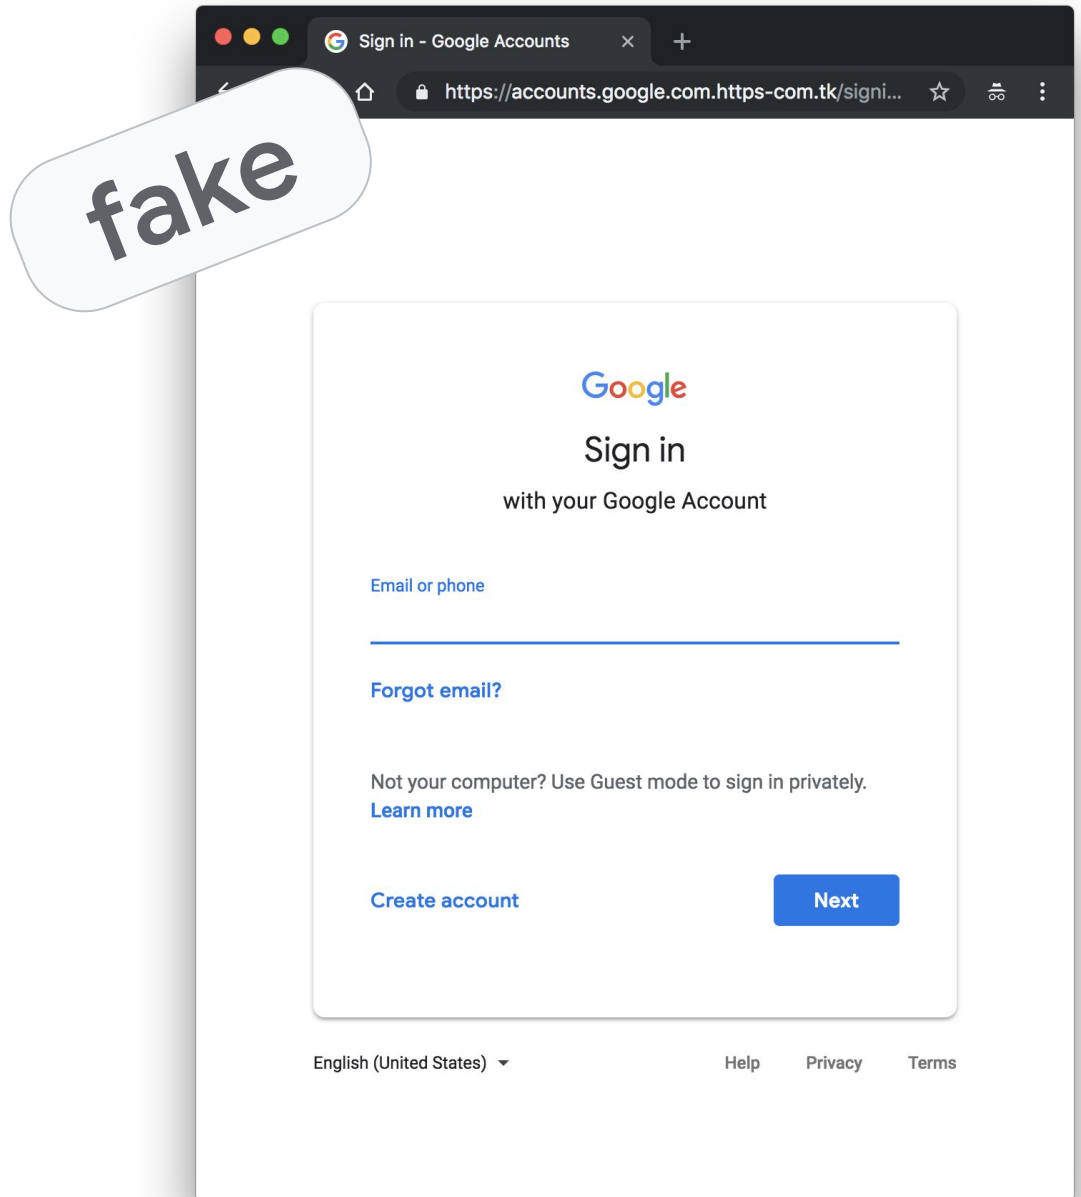 Sign in - Google Accounts
https://accounts.google.com.https-com.tk/signi...
fake
Google
Sign in
with your Google Account
Email or phone
Forgot email?
Not your computer? Use Guest mode to sign in privately.
Learn more
Create account
Next
English (United States)
Help Privacy Terms